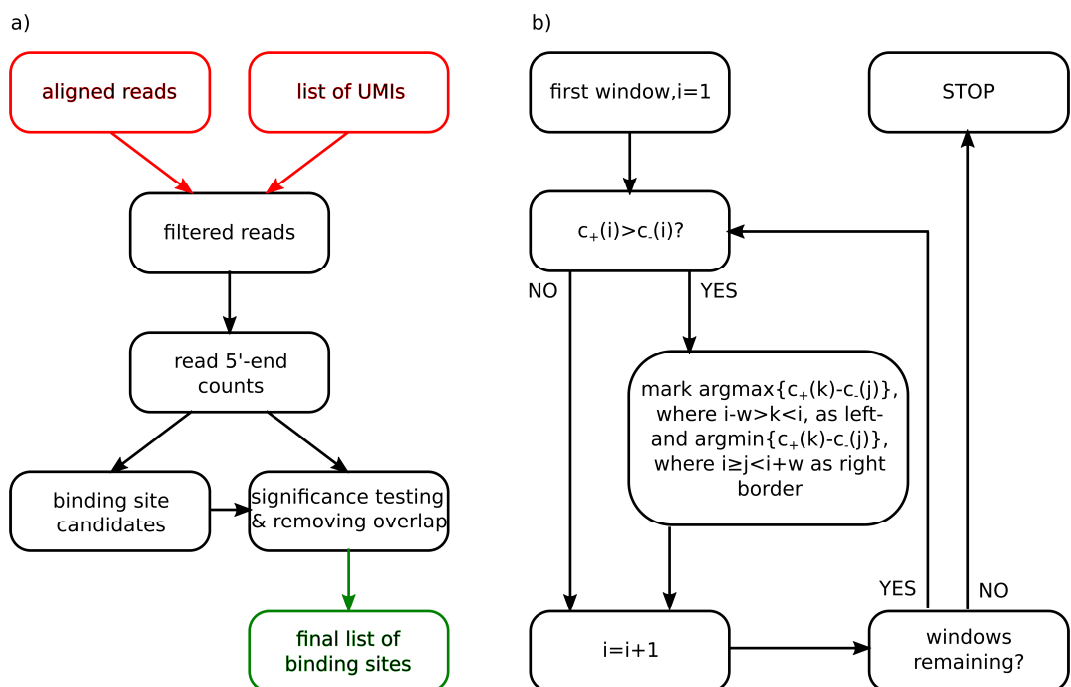 a)
aligned reads
list of UMIs
filtered reads
read 5'-end
counts
binding site
candidates
significance testing
& removing overlap
final list of
binding sites
b)
first window,i=1
STOP
c₊(i)>c₋(i)?
NO
YES
mark argmax{c₊(k)-c₋(j)},
where i-w>k<i, as left-
and argmin{c₊(k)-c₋(j)},
where i≥j<i+w as right
border
YES
NO
i=i+1
windows
remaining?